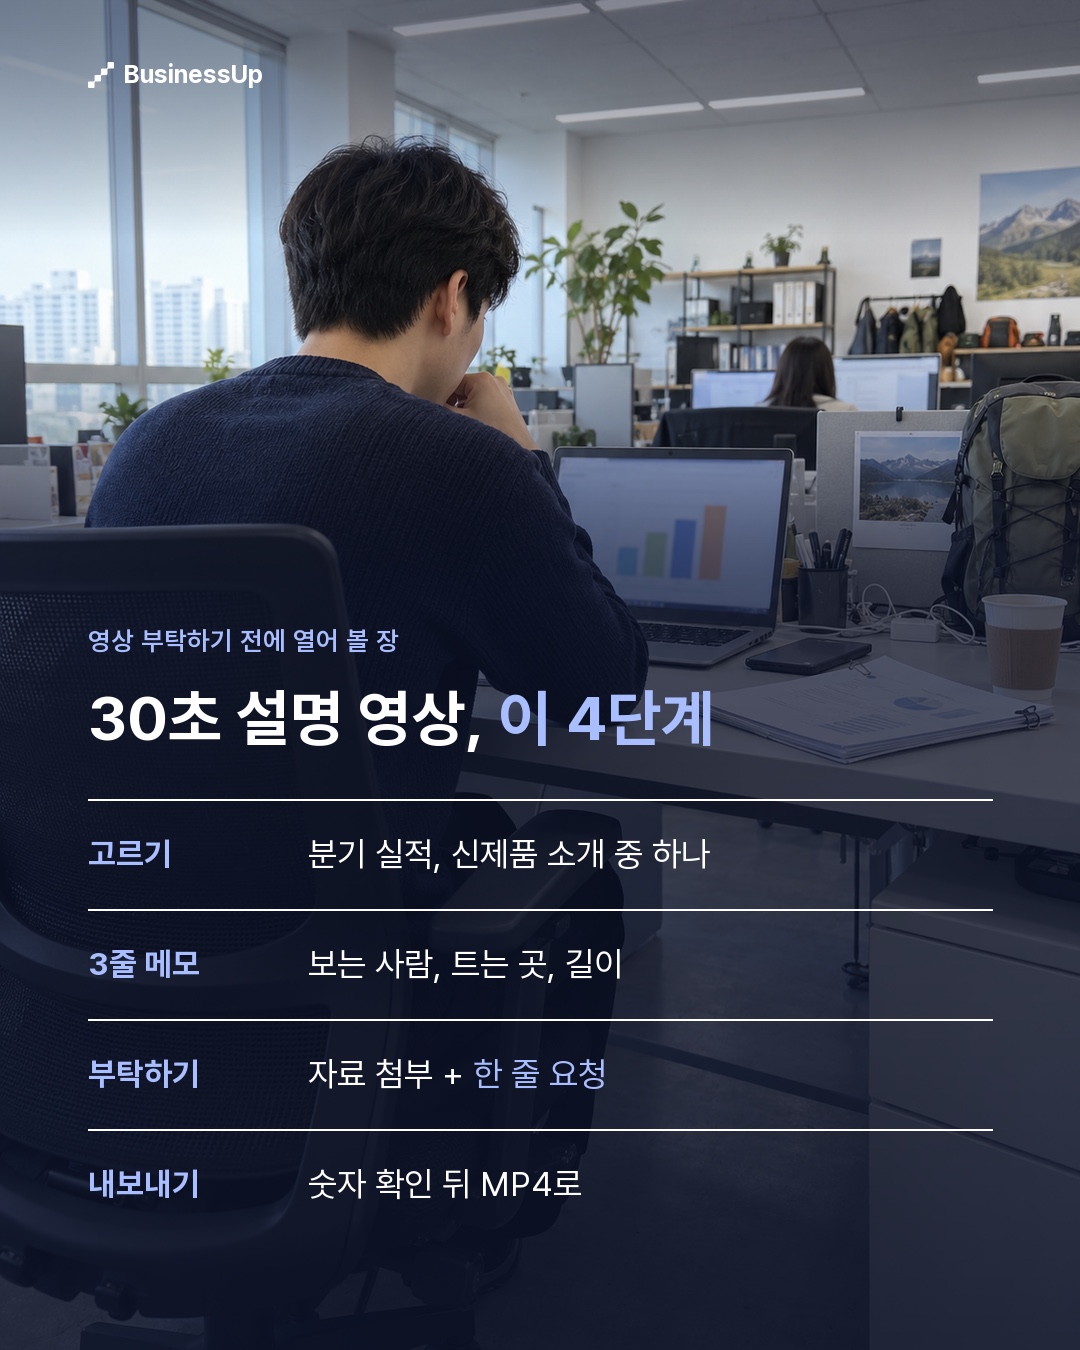 BusinessUp
영상 부탁하기 전에 열어 볼 장
30초 설명 영상, 이 4단계
고르기 분기 실적, 신제품 소개 중 하나
3줄 메모 보는 사람, 트는 곳, 길이
부탁하기 자료 첨부 + 한 줄 요청
내보내기 숫자 확인 뒤 MP4로